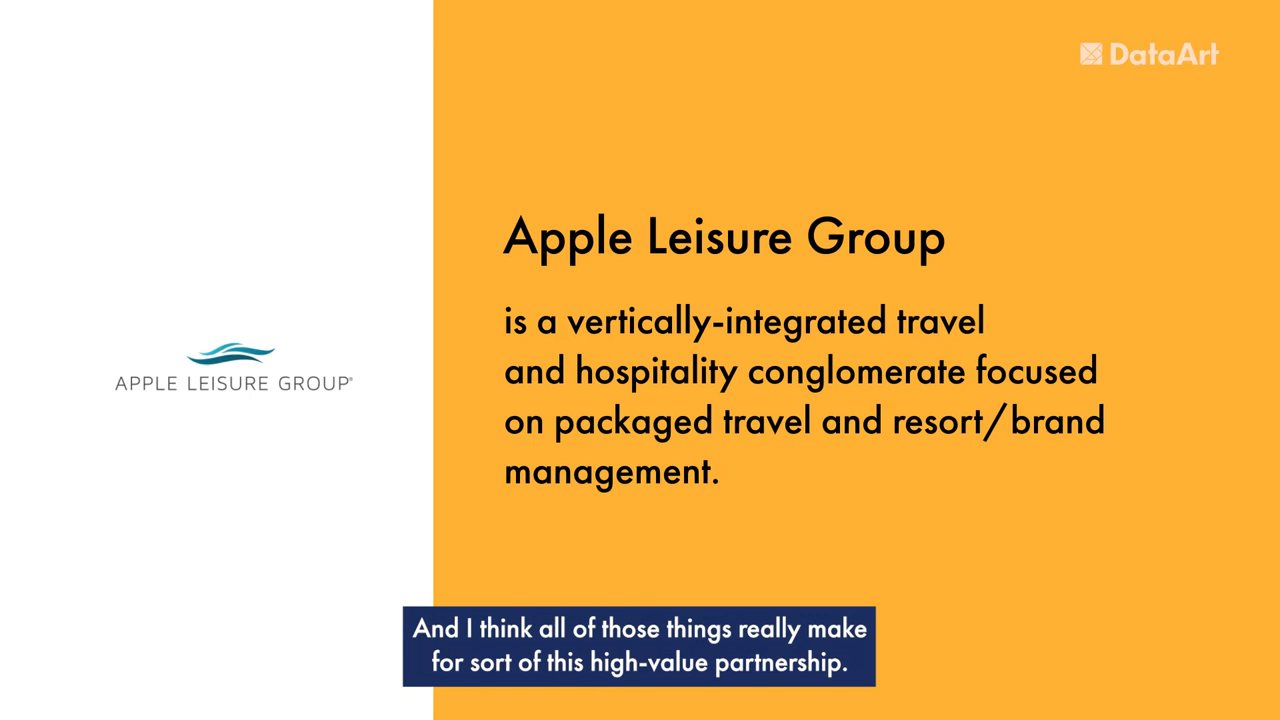 DataArt
Apple Leisure Group
is a vertically-integrated travel
and hospitality conglomerate focused
on packaged travel and resort/brand
management.
APPLE LEISURE GROUP®
And I think all of those things really make
for sort of this high-value partnership.